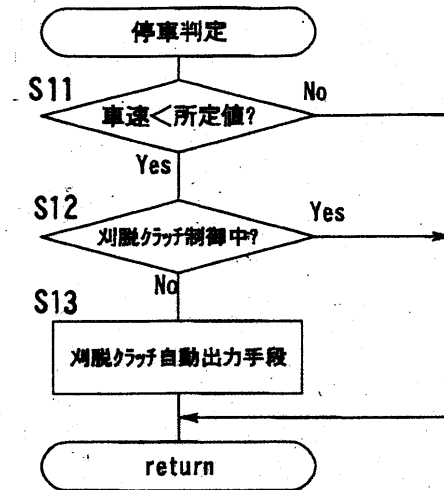 停車判定
S11
車速<所定値?
No
Yes
S12
刈脱クラッチ制御中?
Yes
No
S13
刈脱クラッチ自動出力手段
return